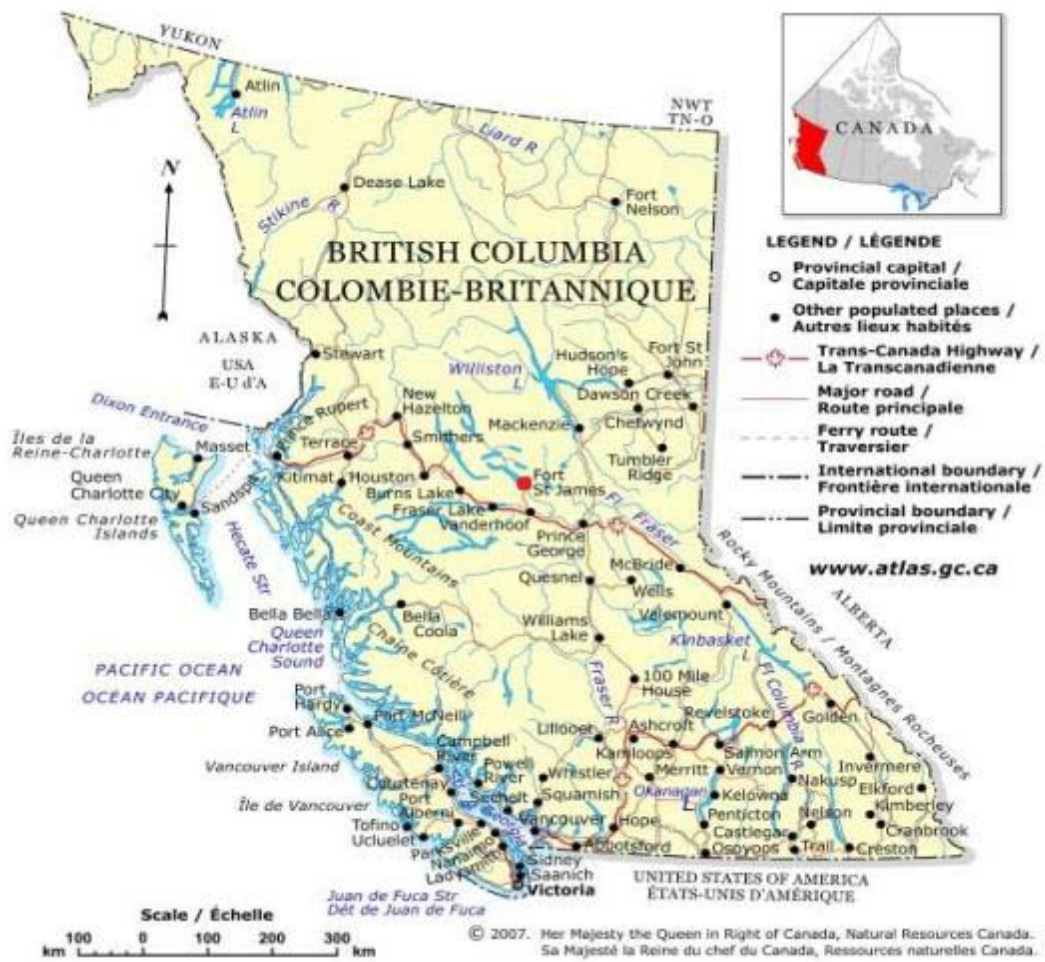 YUKON
Atlin
Atlin
L
NWT
TN-O
CANADA
Liard R
N
Dease Lake
Stikine
R
Fort
Nelson
BRITISH COLUMBIA
COLOMBIE-BRITANNIQUE
LEGEND / LÉGENDE
Provincial capital /
Capitale provinciale
Other populated places /
Autres lieux habités
Trans-Canada Highway /
La Transcanadienne
Major road /
Route principale
Ferry route /
Traversier
International boundary /
Frontière internationale
Provincial boundary /
Limite provinciale
www.atlas.gc.ca
ALASKA
USA
E-U d'A
Stewart
Williston
L
Hudson's
Hope
Fort St
John
Dawson Creek
Chetwynd
Dixon Entrance
Prince Rupert
New
Hazelton
Mackenzie
Îles de la
Reine-Charlotte
Masset
Terrace
Smithers
Tumbler
Ridge
Queen
Charlotte City
Sandspit
Kitimat
Houston
Burns Lake
Fort
St James
Fraser Lake
Vanderhoof
Queen Charlotte
Islands
Hecate Str
Coast Mountains
Prince
George
Fl Fraser
McBride
Quesnel
Wells
Rocky Mountains / Montagnes Rocheuses
ALBERTA
Bella Bella
Bella
Coola
Valemount
Williams
Lake
Kinbasket
L
Queen
Charlotte
Sound
Chaîne Côtière
PACIFIC OCEAN
OCÉAN PACIFIQUE
Fraser R
100 Mile
House
Fl Columbia R
Port
Hardy
Port McNeill
Port Alice
Lillooet
Ashcroft
Revelstoke
Golden
Campbell
River
Kamloops
Salmon Arm
Invermere
Vancouver Island
Powell
River
Whistler
Merritt
Vernon
Nakusp
Elkford
Courtenay
Sechelt
Squamish
Okanagan
L
Kelowna
Kimberley
Île de Vancouver
Port
Alberni
Str Georgia
Vancouver
Hope
Penticton
Nelson
Cranbrook
Tofino
Ucluelet
Parksville
Nanaimo
Ladysmith
Abbotsford
Castlegar
Osoyoos
Trail
Creston
Sidney
Saanich
Victoria
UNITED STATES OF AMERICA
ÉTATS-UNIS D'AMÉRIQUE
Juan de Fuca Str
Dét de Juan de Fuca
Scale / Échelle
100 0 100 200 300
km km
© 2007. Her Majesty the Queen in Right of Canada, Natural Resources Canada.
Sa Majesté la Reine du chef du Canada, Ressources naturelles Canada.